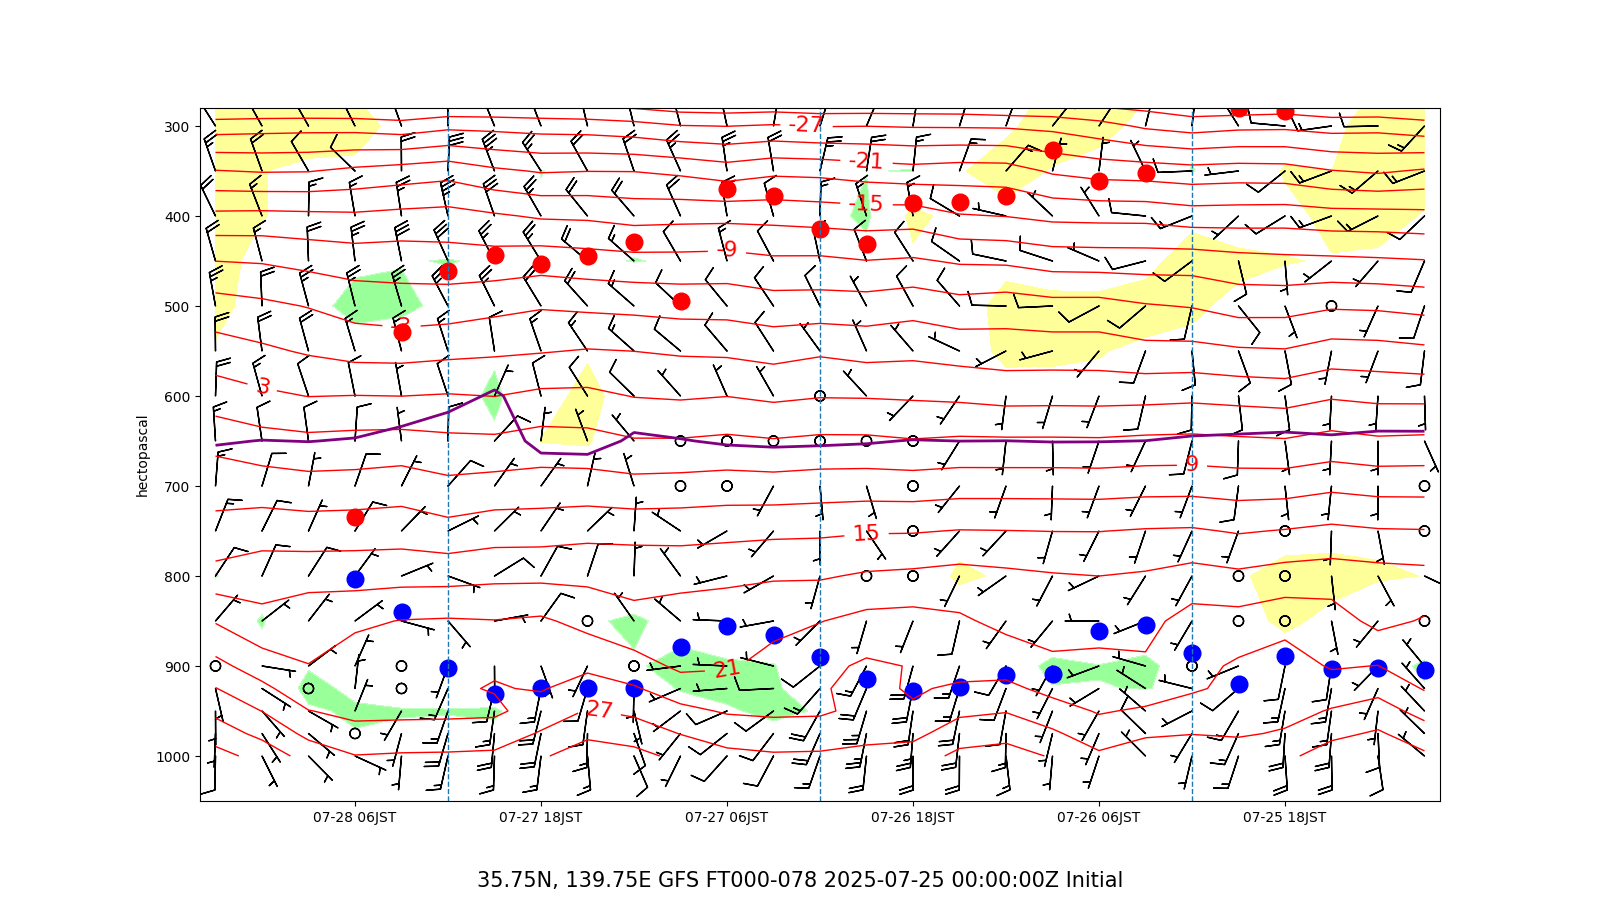 300
400
500
600
700
800
900
1000
hectopascal
-27
-21
-15
-9
3
9
15
21
27
07-28 06JST
07-27 18JST
07-27 06JST
07-26 18JST
07-26 06JST
07-25 18JST
35.75N, 139.75E GFS FT000-078 2025-07-25 00:00:00Z Initial